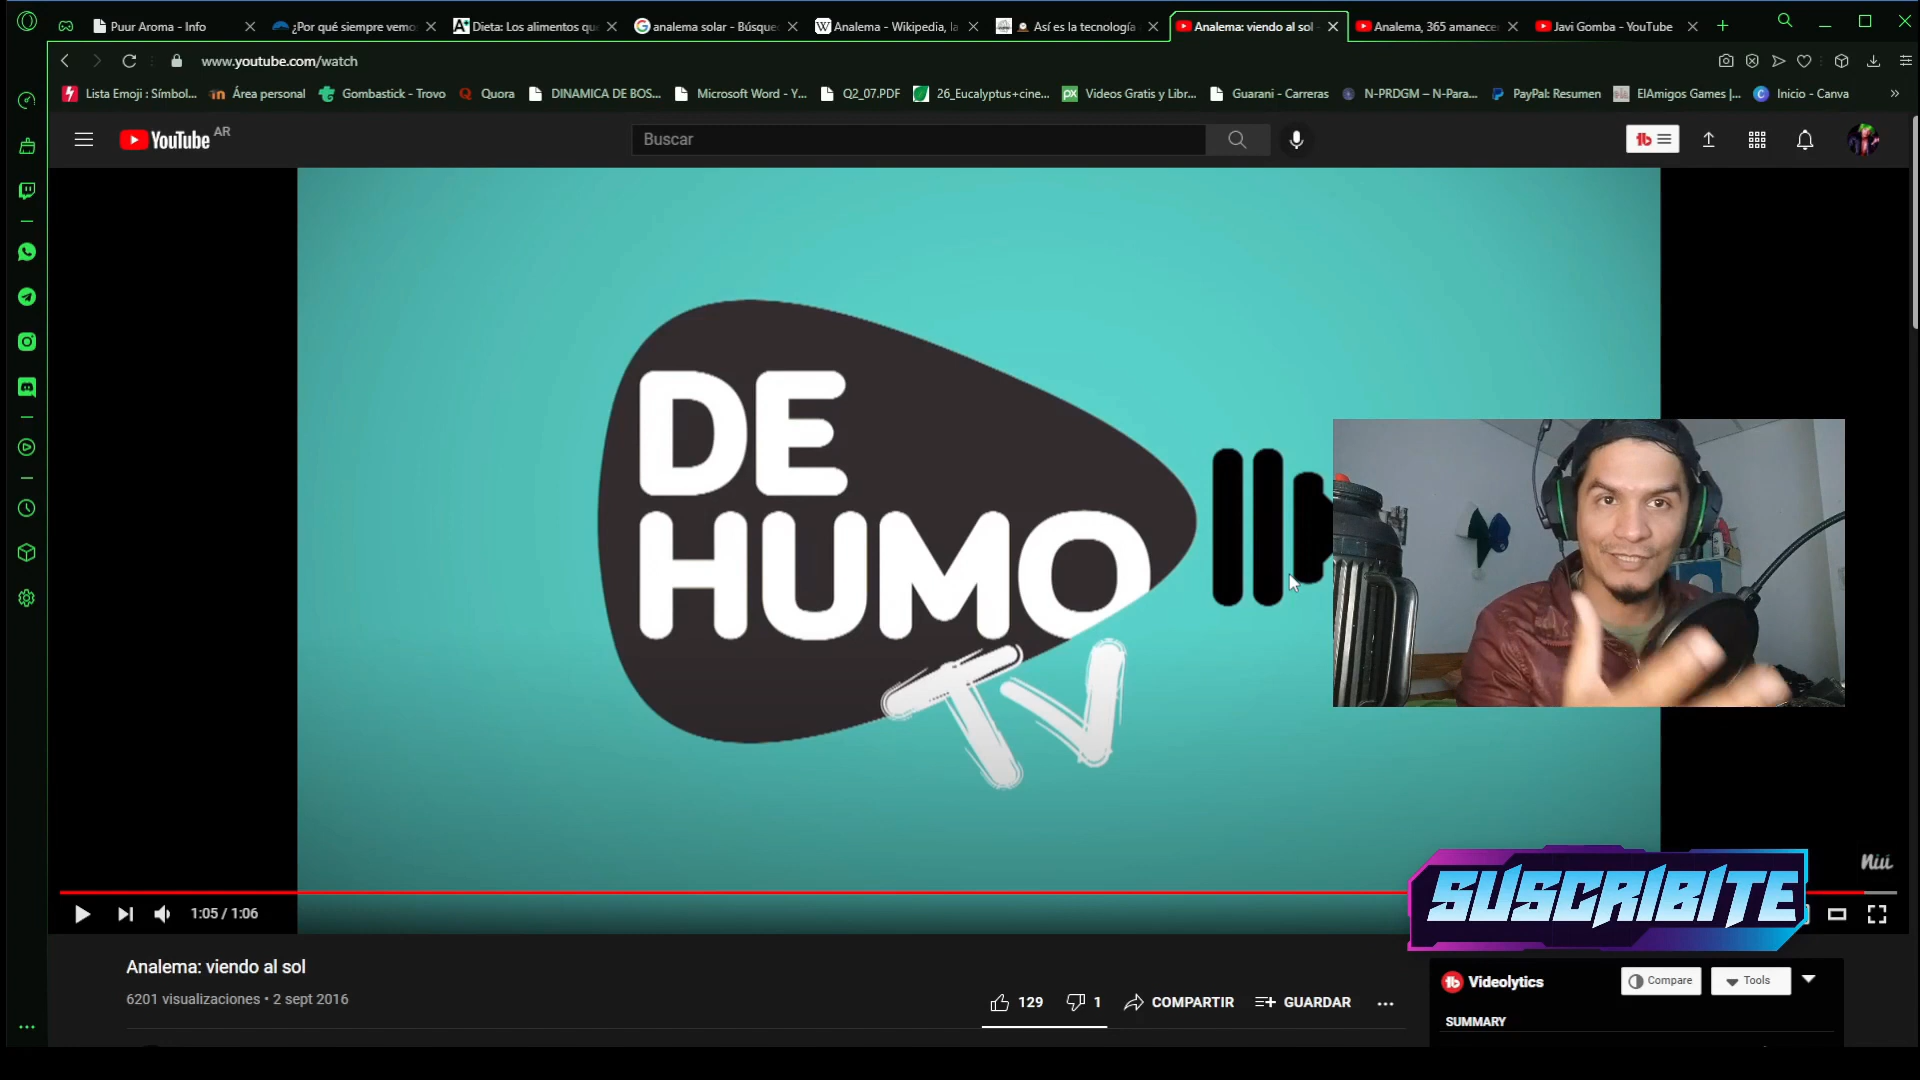 Puur Aroma - Info
¿Por qué siempre vemo
Dieta: Los alimentos que
analema solar - Búsque
Analema - Wikipedia, la
Así es la tecnología
Analema: viendo al sol -
Analema, 365 amanece
Javi Gomba - YouTube
www.youtube.com/watch
Lista Emoji : Símbol...
Área personal
Gombastick - Trovo
Quora
DINAMICA DE BOS...
Microsoft Word - Y...
Q2_07.PDF
26_Eucalyptus+cine...
Videos Gratis y Libr...
Guarani - Carreras
N-PRDGM – N-Para...
PayPal: Resumen
ElAmigos Games |...
Inicio - Canva
YouTube AR
Buscar
DE
HUMO
TV
SUSCRIBITE
Niú
1:05 / 1:06
Analema: viendo al sol
6201 visualizaciones • 2 sept 2016
129
1
COMPARTIR
GUARDAR
Videolytics
Compare
Tools
SUMMARY